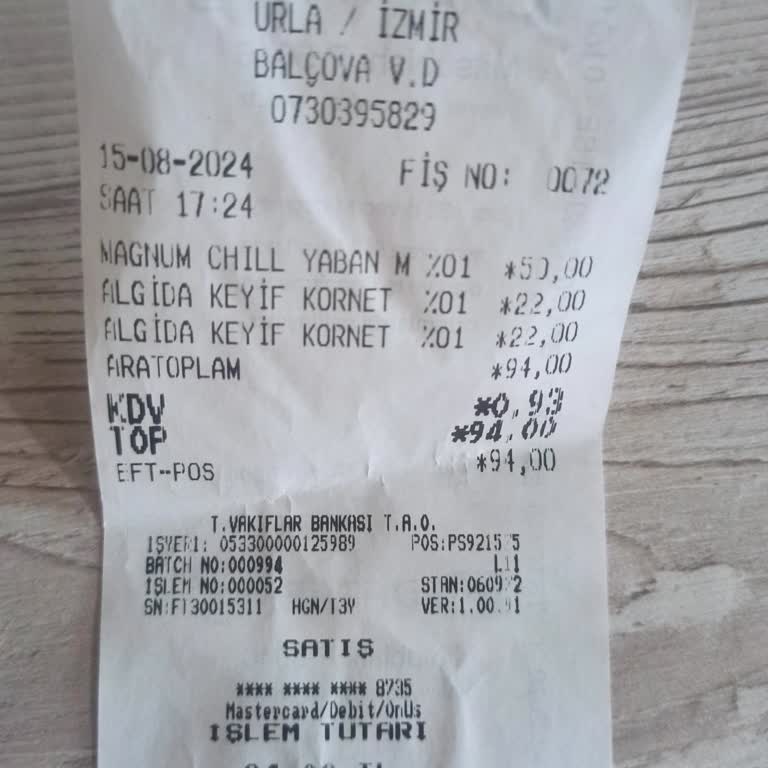 URLA / İZMİR
BALÇOVA V.D
0730395829
15-08-2024 FİŞ NO: 0072
SAAT 17:24
MAGNUM CHILL YABAN M %01 *50,00
ALGİDA KEYİF KORNET %01 *22,00
ALGİDA KEYİF KORNET %01 *22,00
ARATOPLAM *94,00
KDV *0,93
TOP *94,00
EFT-POS *94,00
T.VAKIFLAR BANKASI T.A.O.
İŞYERİ: 053300000125989
BATCH NO:000994
İŞLEM NO:000052
SN:FT30015311 HGN/T3Y
SATIŞ
**** **** **** 8735
Mastercard/Debit/OnUs
İŞLEM TUTARI